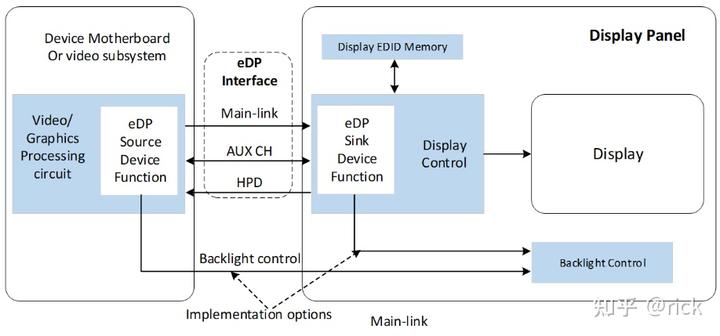 Device Motherboard
Or video subsystem
eDP
Interface
Display EDID Memory
Display Panel
Video/
Graphics
Processing
circuit
eDP
Source
Device
Function
Main-link
AUX CH
HPD
eDP
Sink
Device
Function
Display
Control
Display
Backlight control
Backlight Control
Implementation options
Main-link
知乎 @rick